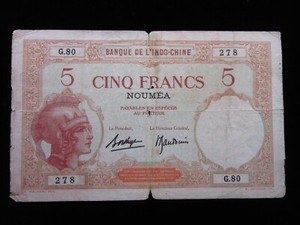 BANQUE DE L'INDO-CHINE
G.80 278
5 CINQ FRANCS 5
NOUMÉA
PAYABLES EN ESPÈCES
AU PORTEUR
Le Président Le Directeur Général
278 G.80